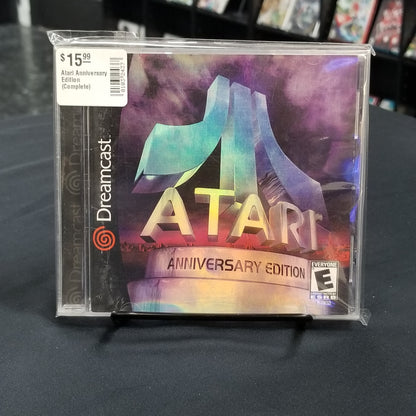 $15.99
Atari Anniversary
Edition
(Complete)
Dreamcast
Dreamcast
ATARI
ANNIVERSARY EDITION
EVERYONE
E
ESRB